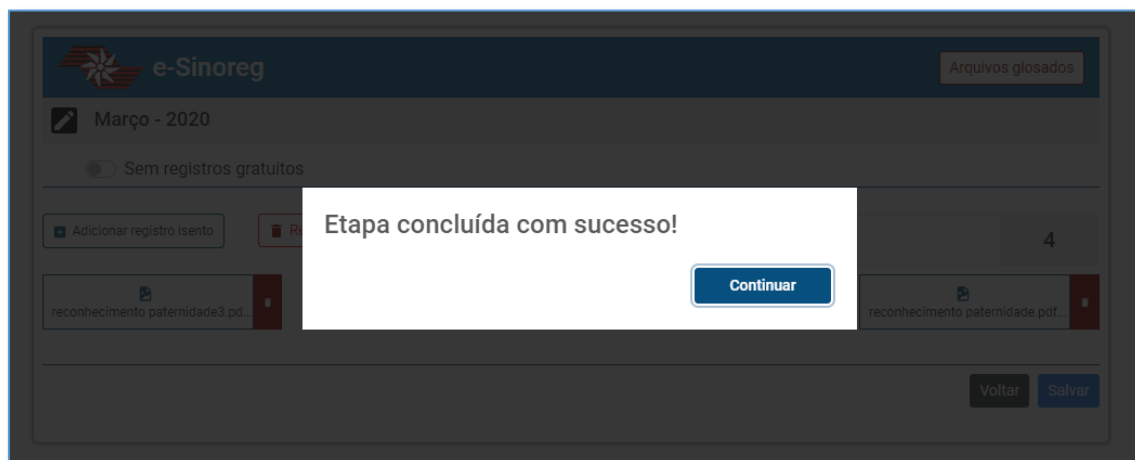 e-Sinoreg
Arquivos glosados
Março - 2020
Sem registros gratuitos
Etapa concluída com sucesso!
Adicionar registro isento
4
Continuar
reconhecimento paternidade3.pd...
reconhecimento paternidade.pdf...
Voltar
Salvar